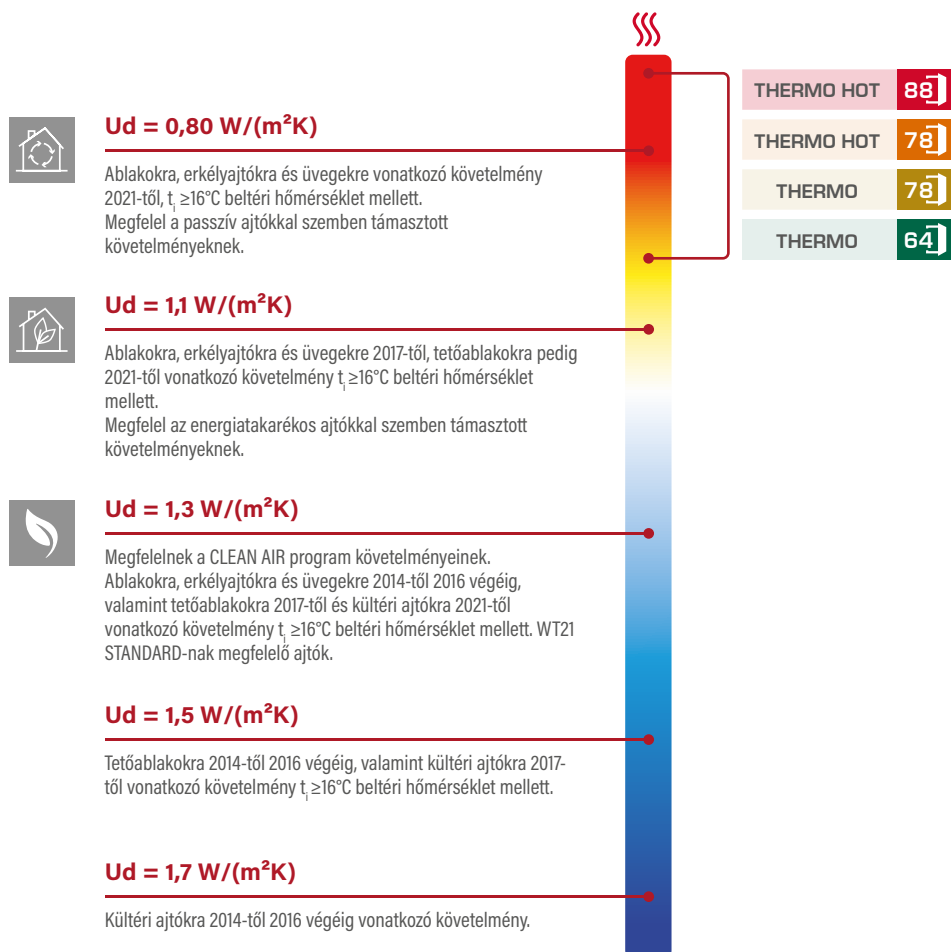 Ud = 0,80 W/(m²K)
Ablakokra, erkélyajtókra és üvegekre vonatkozó követelmény
2021-től, tᵢ ≥16°C beltéri hőmérséklet mellett.
Megfelel a passzív ajtókkal szemben támasztott
követelményeknek.
Ud = 1,1 W/(m²K)
Ablakokra, erkélyajtókra és üvegekre 2017-től, tetőablakokra pedig
2021-től vonatkozó követelmény tᵢ ≥16°C beltéri hőmérséklet
mellett.
Megfelel az energiatakarékos ajtókkal szemben támasztott
követelményeknek.
Ud = 1,3 W/(m²K)
Megfelelnek a CLEAN AIR program követelményeinek.
Ablakokra, erkélyajtókra és üvegekre 2014-től 2016 végéig,
valamint tetőablakokra 2017-től és kültéri ajtókra 2021-től
vonatkozó követelmény tᵢ ≥16°C beltéri hőmérséklet mellett. WT21
STANDARD-nak megfelelő ajtók.
Ud = 1,5 W/(m²K)
Tetőablakokra 2014-től 2016 végéig, valamint kültéri ajtókra 2017-
től vonatkozó követelmény tᵢ ≥16°C beltéri hőmérséklet mellett.
Ud = 1,7 W/(m²K)
Kültéri ajtókra 2014-től 2016 végéig vonatkozó követelmény.
THERMO HOT 88
THERMO HOT 78
THERMO 78
THERMO 64